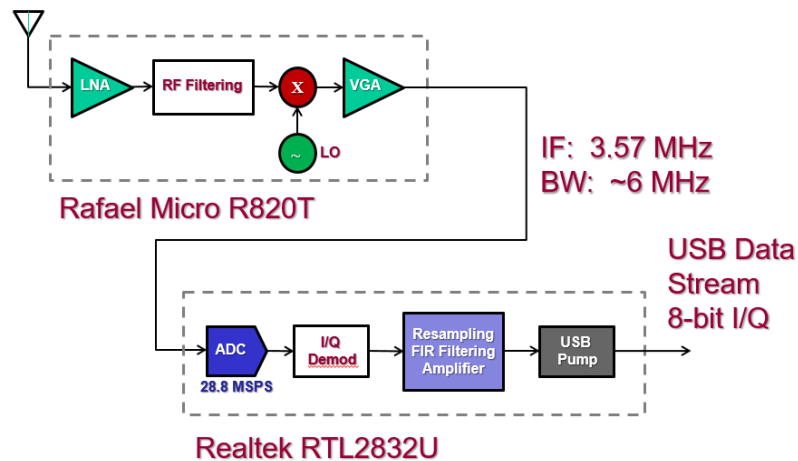 LNA
RF Filtering
X
VGA
~
LO
Rafael Micro R820T
IF: 3.57 MHz
BW: ~6 MHz
USB Data
Stream
8-bit I/Q
ADC
28.8 MSPS
I/Q
Demod
Resampling
FIR Filtering
Amplifier
USB
Pump
Realtek RTL2832U